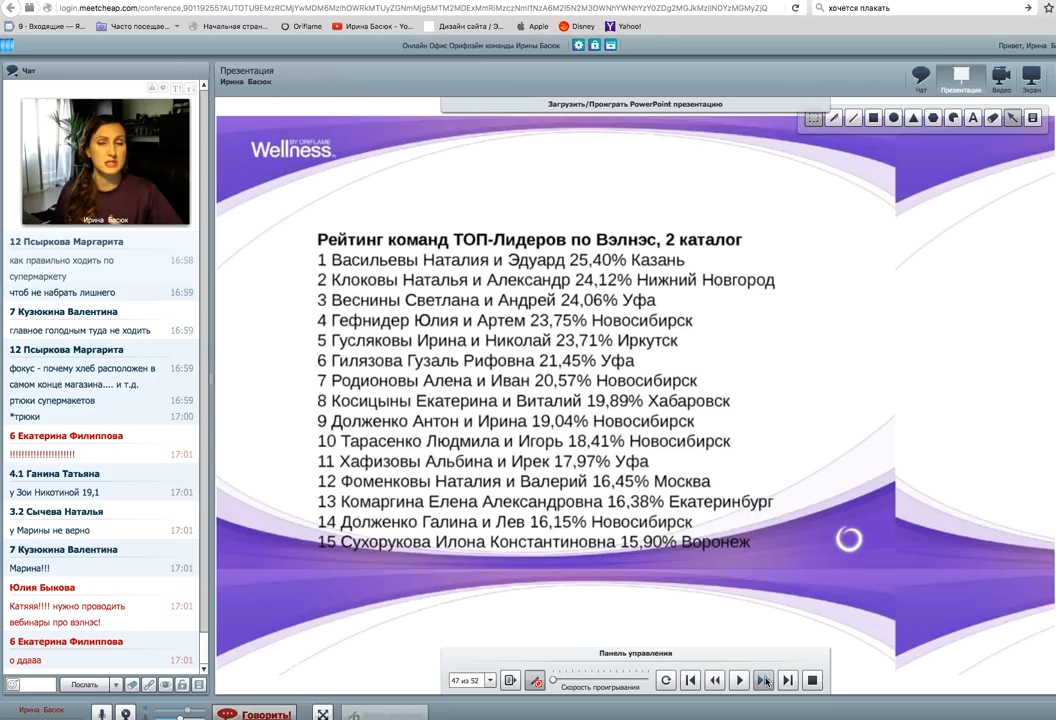 login.meetcheap.com/conference,90119255?AUTOTU9EMzRCMjYwMDM6MzlhOWRkMTUyZGNmMjg5MTM2MDExMmRiMzczNmI1NzA6M2I5N2M3OWNhYWNhYzY0ZDg2MGJkMzllNDYzMGMyZjQ
хочется плакать
9 - Входящие — Я...
Часто посещае...
Oriflame
Начальная стран...
Ирина Басюк - Yo...
Дизайн сайта / Э...
Apple
Disney
Yahoo!
Онлайн Офис Орифлэйм команды Ирины Басюк
Привет, Ирина Б
Чат
Презентация
Ирина Басюк
Чат
Презентация
Видео
Экран
Загрузить/Проиграть PowerPoint презентацию
Ирина Басюк
12 Псыркова Маргарита
как правильно ходить по 16:58
супермаркету
чтоб не набрать лишнего 16:59
7 Кузюкина Валентина
главное голодным туда не ходить 16:59
12 Псыркова Маргарита
фокус - почему хлеб расположен в 16:59
самом конце магазина.... и т.д.
ртюки супермакетов 16:59
*трюки 17:00
6 Екатерина Филиппова
!!!!!!!!!!!!!!!!!!!!!!! 17:01
4.1 Ганина Татьяна
у Зои Никотиной 19,1 17:01
3.2 Сычева Наталья
у Марины не верно 17:01
7 Кузюкина Валентина
Марина!!! 17:01
Юлия Быкова
Катяяя!!!! нужно проводить 17:01
вебинары про вэлнэс!
6 Екатерина Филиппова
о ддааа 17:01
Послать
Ирина Басюк
Говорить!
Wellness BY ORIFLAME
Рейтинг команд ТОП-Лидеров по Вэлнэс, 2 каталог
1 Васильевы Наталия и Эдуард 25,40% Казань
2 Клоковы Наталья и Александр 24,12% Нижний Новгород
3 Веснины Светлана и Андрей 24,06% Уфа
4 Гефнидер Юлия и Артем 23,75% Новосибирск
5 Гусляковы Ирина и Николай 23,71% Иркутск
6 Гилязова Гузаль Рифовна 21,45% Уфа
7 Родионовы Алена и Иван 20,57% Новосибирск
8 Косицыны Екатерина и Виталий 19,89% Хабаровск
9 Долженко Антон и Ирина 19,04% Новосибирск
10 Тарасенко Людмила и Игорь 18,41% Новосибирск
11 Хафизовы Альбина и Ирек 17,97% Уфа
12 Фоменковы Наталия и Валерий 16,45% Москва
13 Комаргина Елена Александровна 16,38% Екатеринбург
14 Долженко Галина и Лев 16,15% Новосибирск
15 Сухорукова Илона Константиновна 15,90% Воронеж
Панель управления
47 из 52
Скорость проигрывания